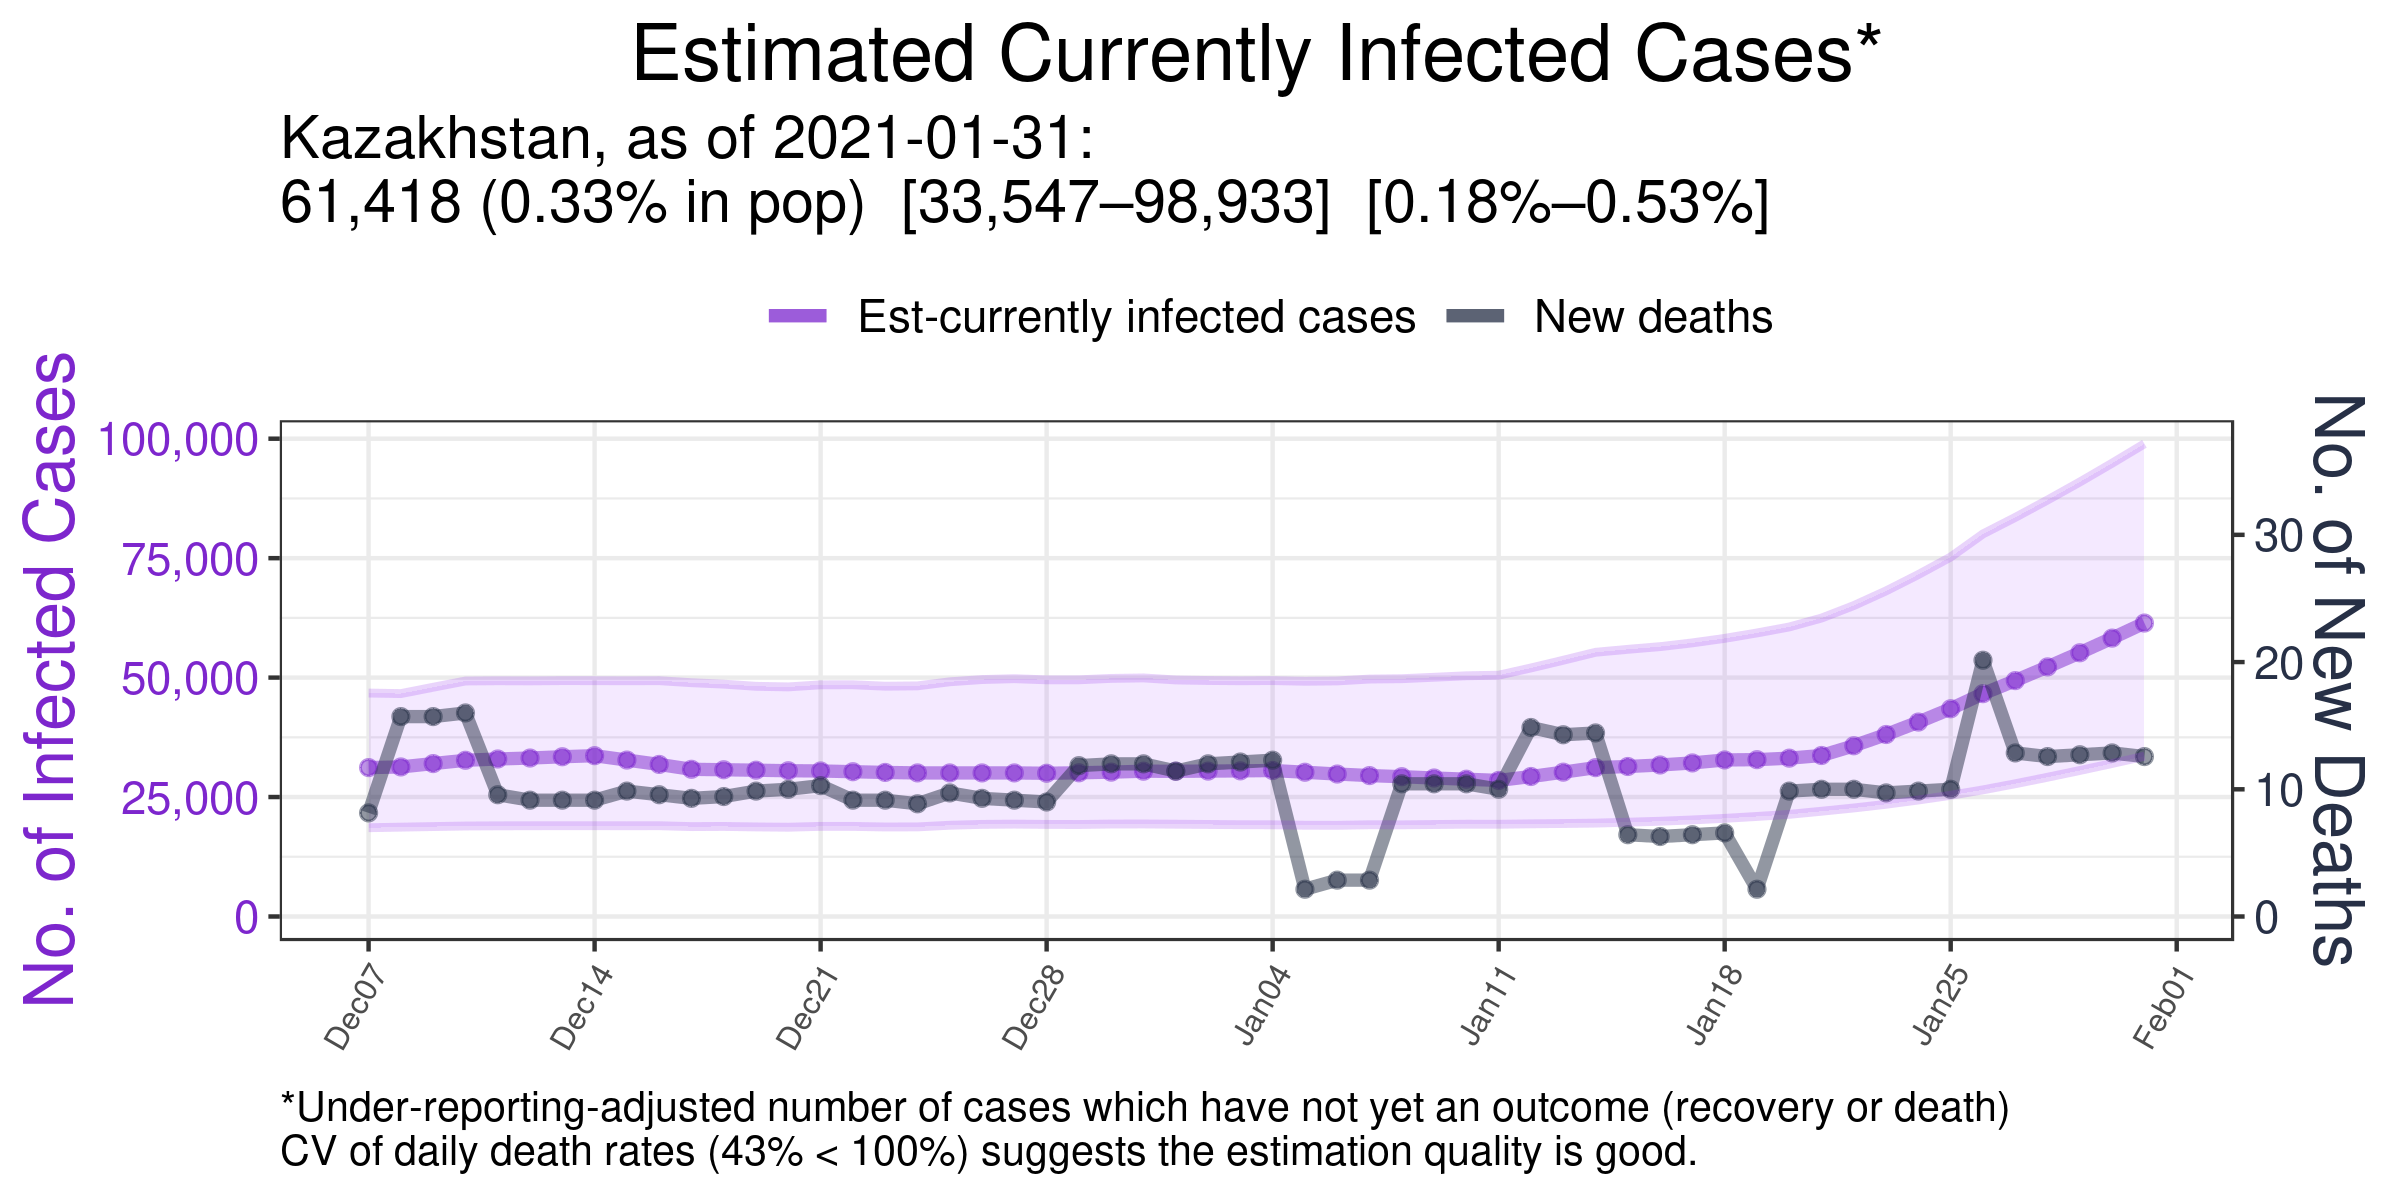 Estimated Currently Infected Cases*
Kazakhstan, as of 2021-01-31:
61,418 (0.33% in pop)  [33,547–98,933]  [0.18%–0.53%]
Est-currently infected cases
New deaths
No. of Infected Cases
100,000
75,000
50,000
25,000
0
No. of New Deaths
30
20
10
0
Dec07
Dec14
Dec21
Dec28
Jan04
Jan11
Jan18
Jan25
Feb01
*Under-reporting-adjusted number of cases which have not yet an outcome (recovery or death)
CV of daily death rates (43% < 100%) suggests the estimation quality is good.